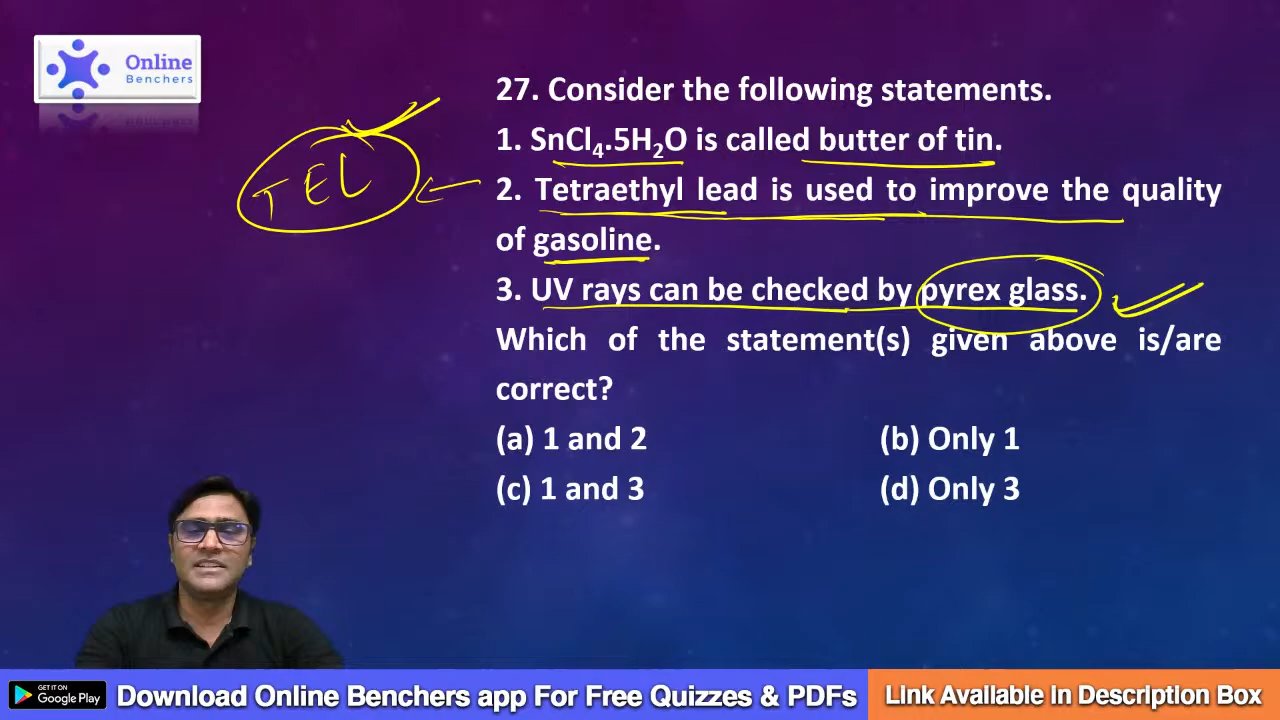 Online
Benchers
27. Consider the following statements.
1. SnCl₄.5H₂O is called butter of tin.
TEL
2. Tetraethyl lead is used to improve the quality
of gasoline.
3. UV rays can be checked by pyrex glass.
Which of the statement(s) given above is/are
correct?
(a) 1 and 2 (b) Only 1
(c) 1 and 3 (d) Only 3
GET IT ON
Google Play
Download Online Benchers app For Free Quizzes & PDFs
Link Available In Description Box